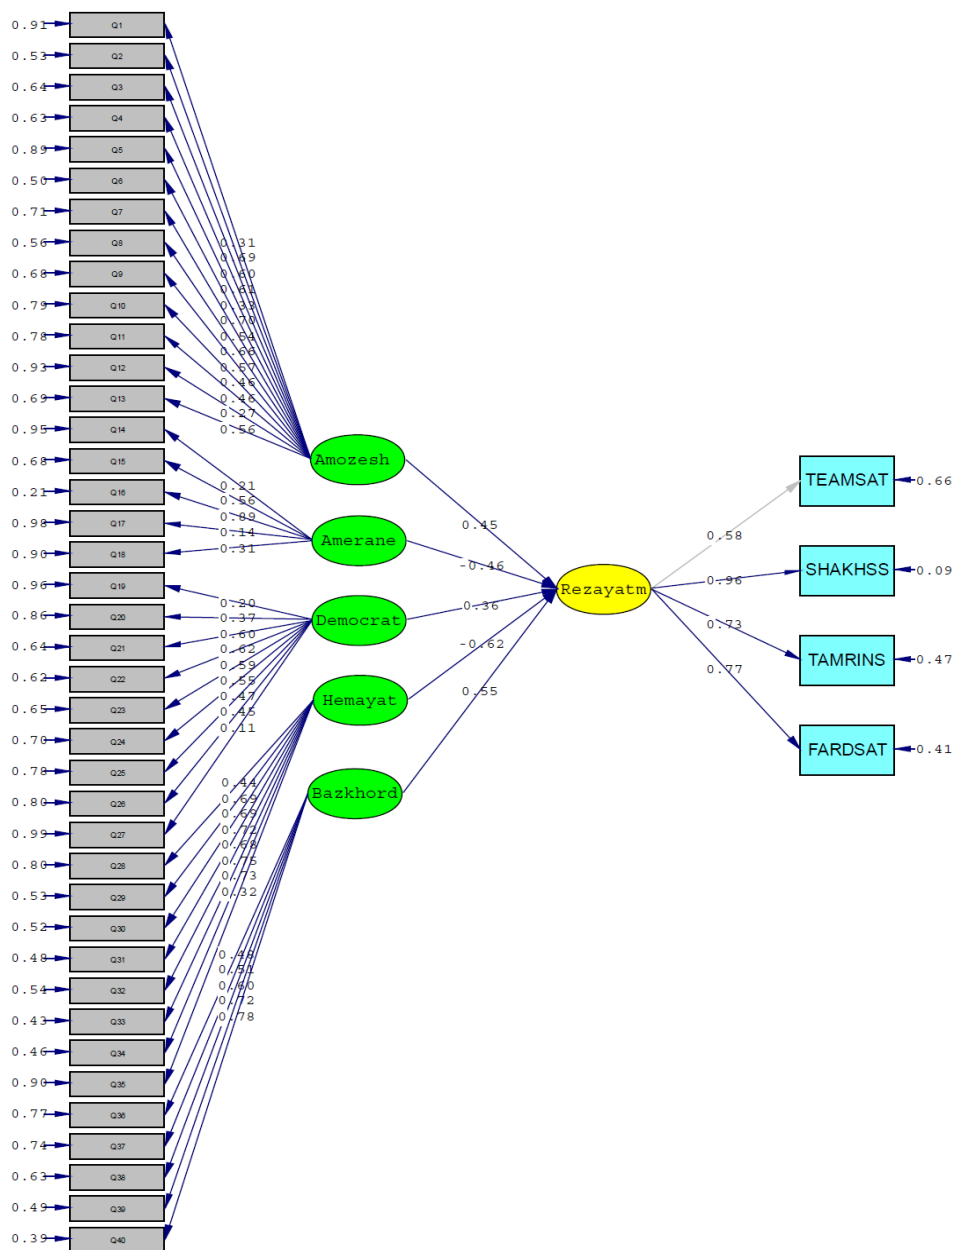 0.91 Q1
0.53 Q2
0.64 Q3
0.63 Q4
0.89 Q5
0.50 Q6
0.71 Q7
0.56 Q8
0.68 Q9
0.79 Q10
0.78 Q11
0.93 Q12
0.69 Q13
0.95 Q14
0.68 Q15
0.21 Q16
0.98 Q17
0.90 Q18
0.96 Q19
0.86 Q20
0.64 Q21
0.62 Q22
0.65 Q23
0.70 Q24
0.78 Q25
0.80 Q26
0.99 Q27
0.80 Q28
0.53 Q29
0.52 Q30
0.48 Q31
0.54 Q32
0.43 Q33
0.46 Q34
0.90 Q35
0.77 Q36
0.74 Q37
0.63 Q38
0.49 Q39
0.39 Q40
0.31
0.69
0.60
0.61
0.33
0.70
0.54
0.66
0.57
0.46
0.46
0.27
0.56
0.21
0.56
0.89
0.14
0.31
0.20
0.37
0.60
0.62
0.59
0.55
0.47
0.45
0.11
0.44
0.69
0.69
0.72
0.68
0.75
0.73
0.32
0.48
0.51
0.60
0.72
0.78
Amozesh
Amerane
Democrat
Hemayat
Bazkhord
0.45
-0.46
0.36
-0.62
0.55
Rezayatm
0.58
0.96
0.73
0.77
TEAMSAT 0.66
SHAKHSS 0.09
TAMRINS 0.47
FARDSAT 0.41